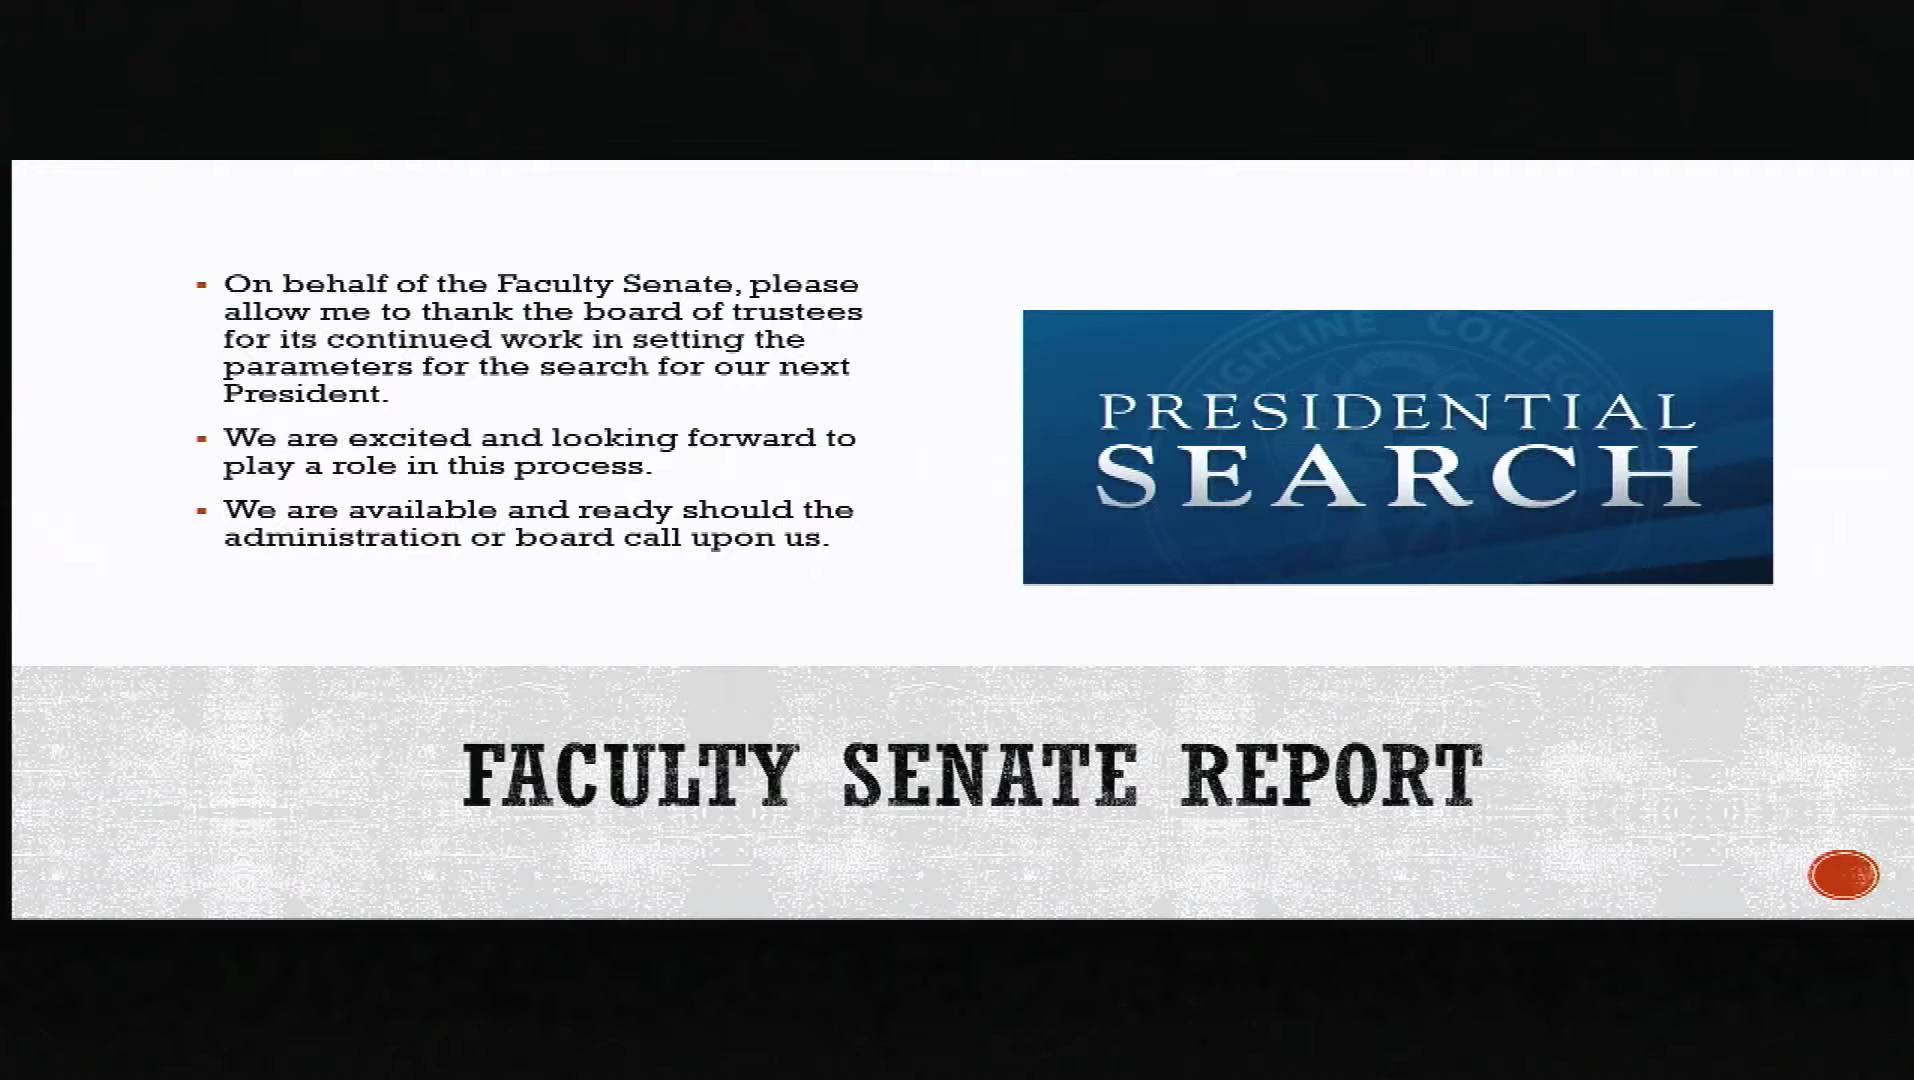 On behalf of the Faculty Senate, please
allow me to thank the board of trustees
for its continued work in setting the
parameters for the search for our next
President.
We are excited and looking forward to
play a role in this process.
We are available and ready should the
administration or board call upon us.
HIGHLINE COLLEGE
PRESIDENTIAL
SEARCH
FACULTY SENATE REPORT